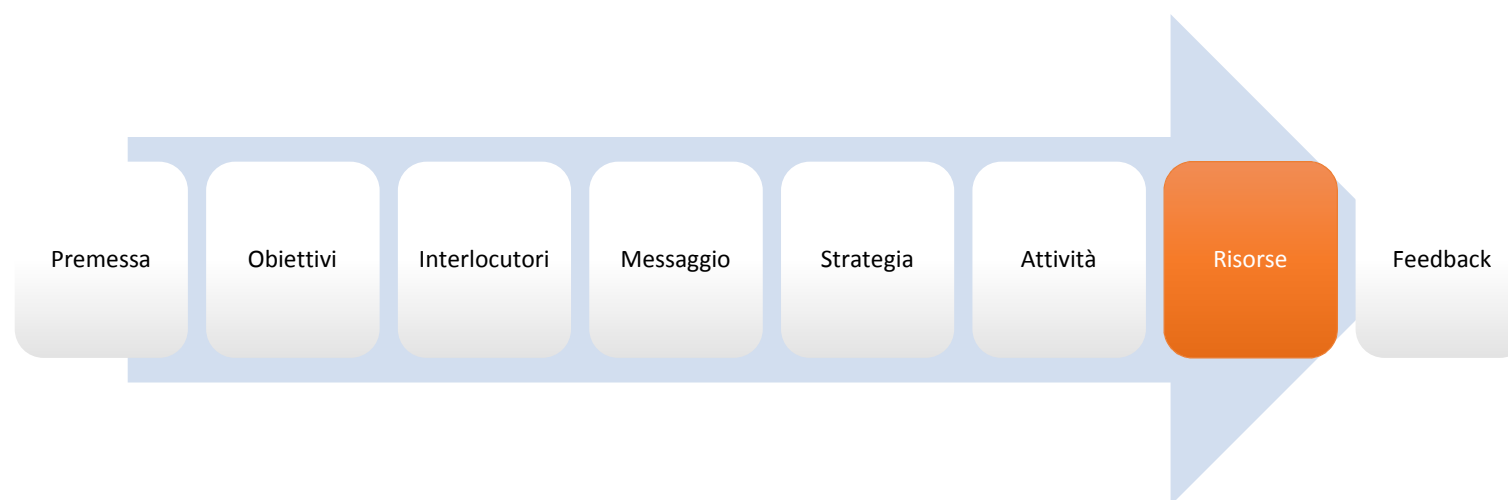 Premessa
Obiettivi
Interlocutori
Messaggio
Strategia
Attività
Risorse
Feedback